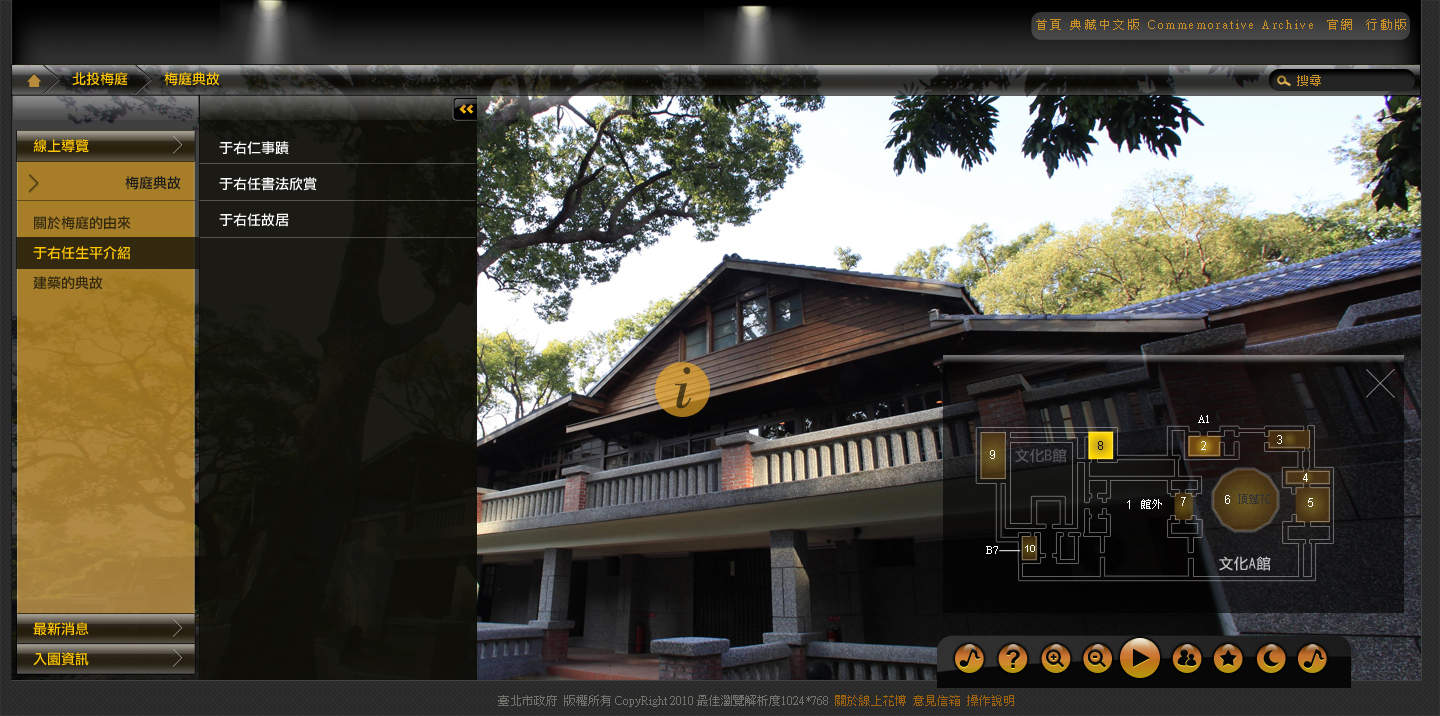 首頁 典藏中文版 Commemorative Archive 官網 行動版
北投梅庭 梅庭典故
搜尋
線上導覽
梅庭典故
關於梅庭的由來
于右任生平介紹
建築的典故
最新消息
入園資訊
于右仁事蹟
于右任書法欣賞
于右任故居
i
A1
9
文化B館
8
2
3
4
1 館外
7
6
5
B7
10
文化A館
?
臺北市政府 版權所有 CopyRight 2010 最佳瀏覽解析度1024*768 關於線上花博 意見信箱 操作說明